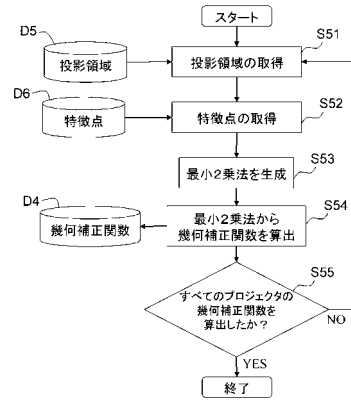 スタート
D5
投影領域
S51
投影領域の取得
D6
特徴点
S52
特徴点の取得
S53
最小2乗法を生成
D4
幾何補正関数
S54
最小2乗法から
幾何補正関数を算出
S55
すべてのプロジェクタの
幾何補正関数を
算出したか？
NO
YES
終了